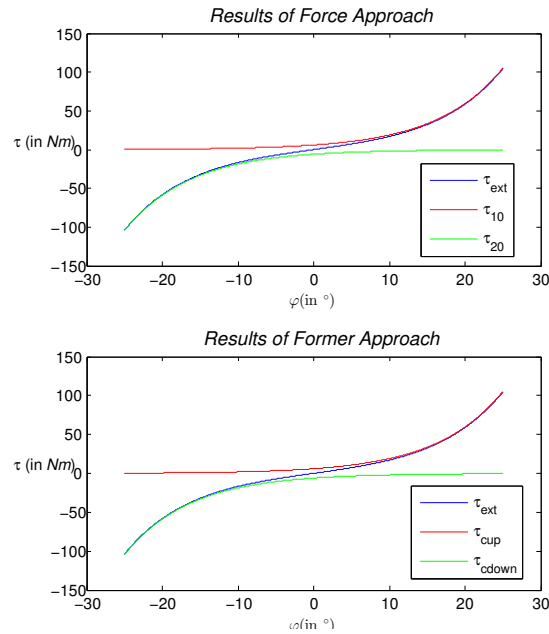 Results of Force Approach
150
100
50
τ (in Nm) 0
−50
−100
−150
−30 −20 −10 0 10 20 30
φ(in °)
τext
τ10
τ20
Results of Former Approach
150
100
50
τ (in Nm) 0
−50
−100
−150
−30 −20 −10 0 10 20 30
φ(in °)
τext
τcup
τcdown